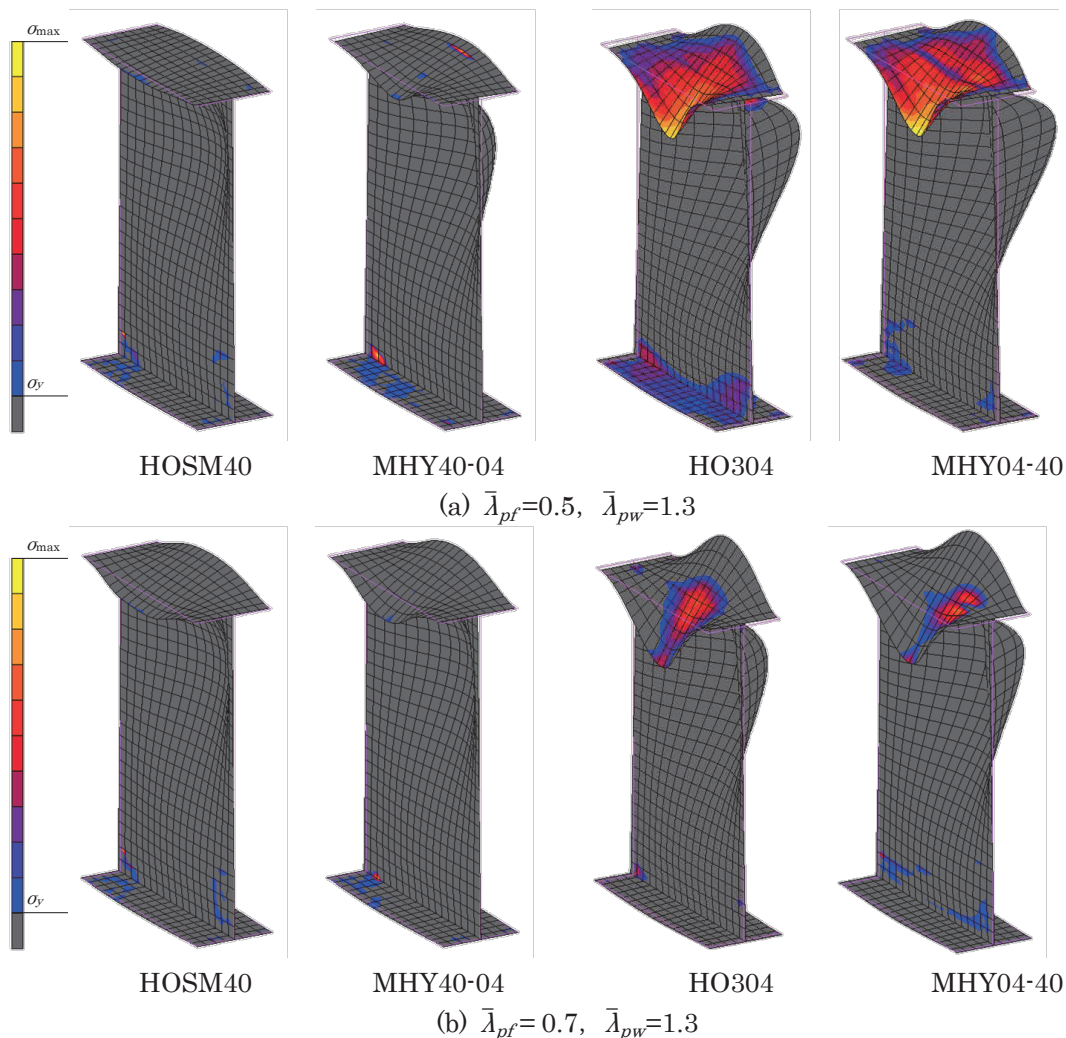 σmax
σy
HOSM40 MHY40-04 HO304 MHY04-40
(a) λ̄pf=0.5, λ̄pw=1.3
σmax
σy
HOSM40 MHY40-04 HO304 MHY04-40
(b) λ̄pf= 0.7, λ̄pw=1.3